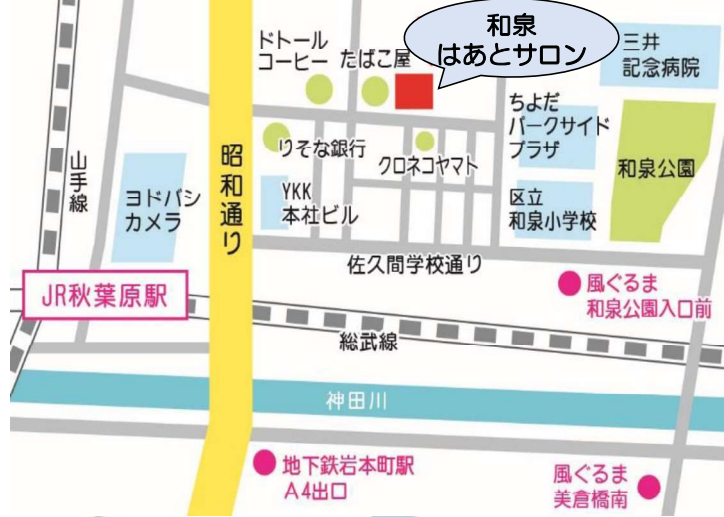 和泉
はあとサロン
ドトール
コーヒー
たばこ屋
三井
記念病院
ちよだ
パークサイド
プラザ
和泉公園
りそな銀行
クロネコヤマト
昭和通り
山手線
ヨドバシ
カメラ
YKK
本社ビル
区立
和泉小学校
佐久間学校通り
JR秋葉原駅
風ぐるま
和泉公園入口前
総武線
神田川
地下鉄岩本町駅
A4出口
風ぐるま
美倉橋南